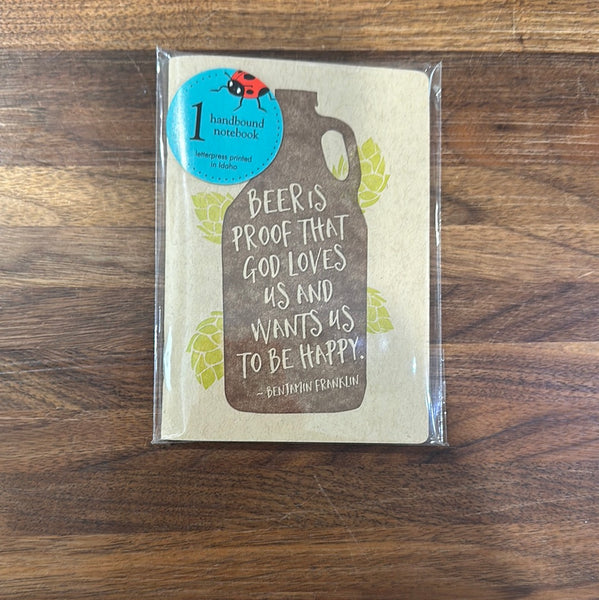 1 handbound
notebook
letterpress printed
in Idaho
BEER IS
PROOF THAT
GOD LOVES
US AND
WANTS US
TO BE HAPPY.
– BENJAMIN FRANKLIN